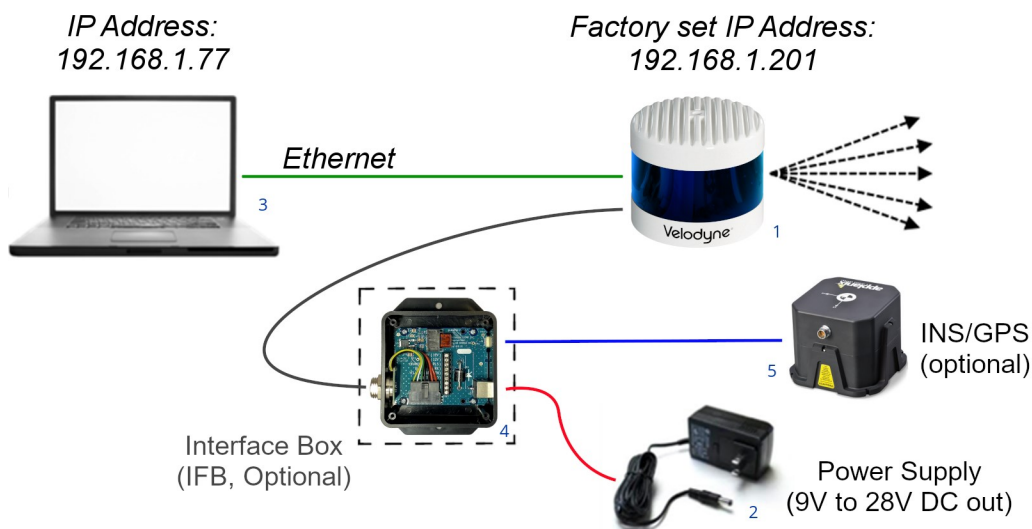 IP Address:
192.168.1.77
Factory set IP Address:
192.168.1.201
Ethernet
3
Velodyne
1
INS/GPS
(optional)
5
4
Interface Box
(IFB, Optional)
Power Supply
(9V to 28V DC out)
2